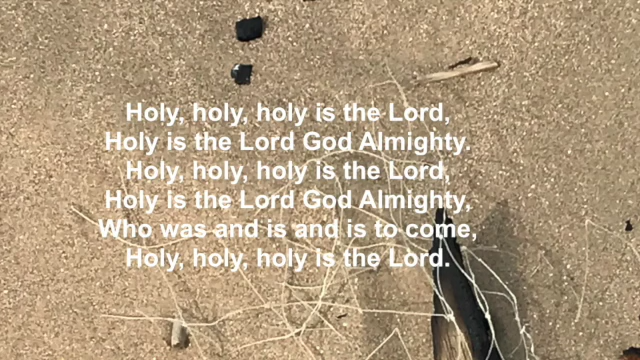 Holy, holy, holy is the Lord,
Holy is the Lord God Almighty.
Holy, holy, holy is the Lord,
Holy is the Lord God Almighty,
Who was and is and is to come,
Holy, holy, holy is the Lord.